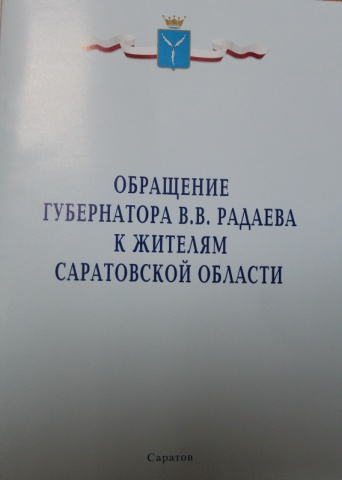 ОБРАЩЕНИЕ
ГУБЕРНАТОРА В.В. РАДАЕВА
К ЖИТЕЛЯМ
САРАТОВСКОЙ ОБЛАСТИ
Саратов